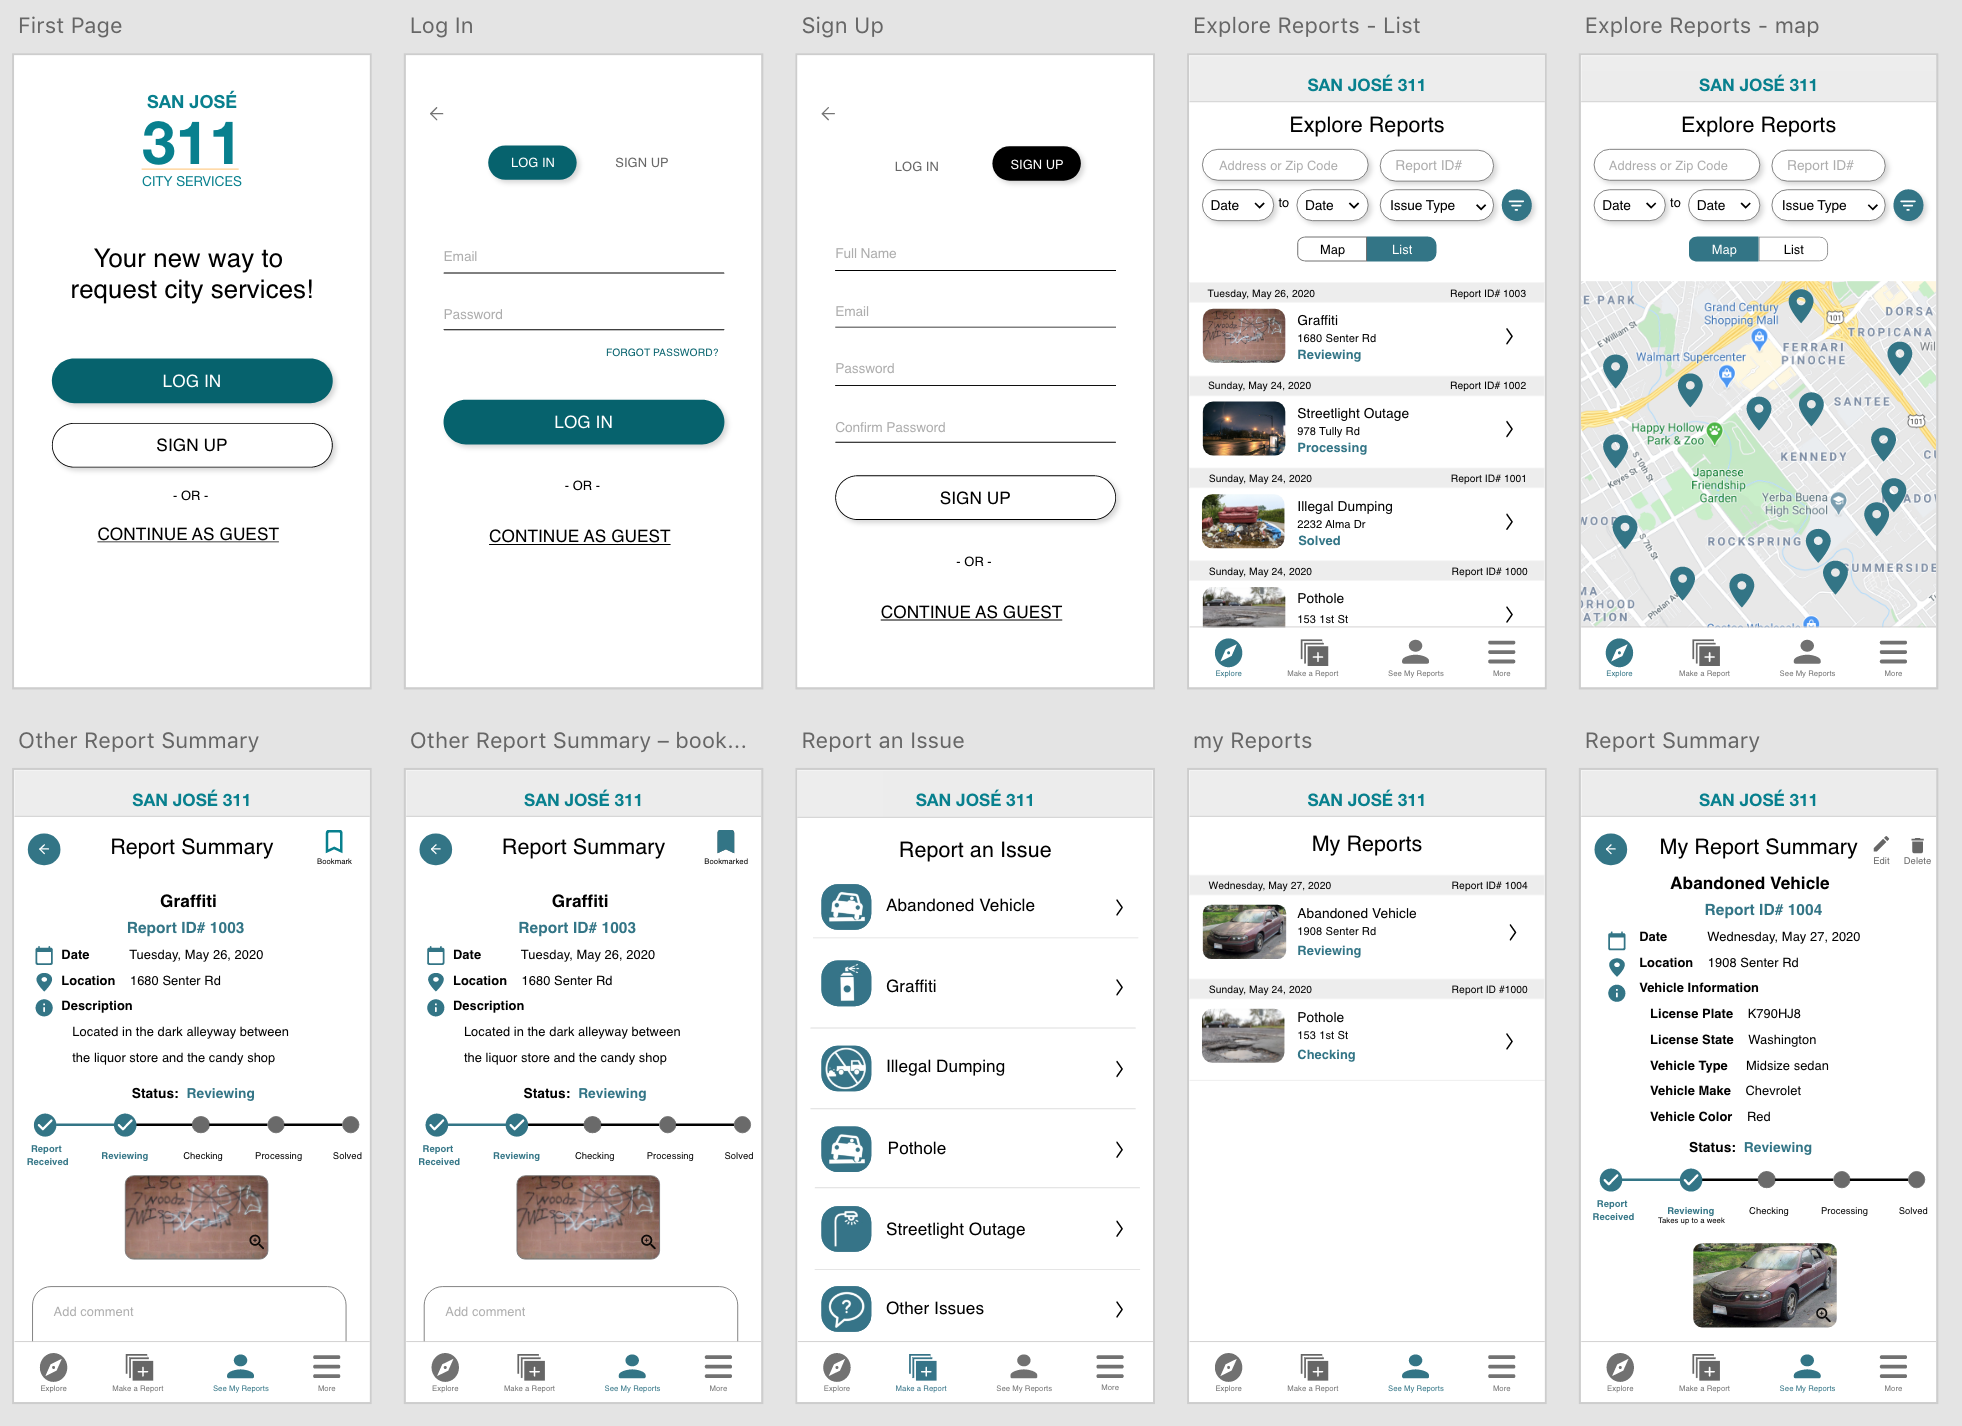 First Page
SAN JOSÉ
311
CITY SERVICES
Your new way to
request city services!
LOG IN
SIGN UP
- OR -
CONTINUE AS GUEST
Log In
LOG IN SIGN UP
Email
Password
FORGOT PASSWORD?
LOG IN
- OR -
CONTINUE AS GUEST
Sign Up
LOG IN SIGN UP
Full Name
Email
Password
Confirm Password
SIGN UP
- OR -
CONTINUE AS GUEST
Explore Reports - List
SAN JOSÉ 311
Explore Reports
Address or Zip Code Report ID#
Date to Date Issue Type
Map List
Tuesday, May 26, 2020 Report ID# 1003
Graffiti
1680 Senter Rd
Reviewing
Sunday, May 24, 2020 Report ID# 1002
Streetlight Outage
978 Tully Rd
Processing
Sunday, May 24, 2020 Report ID# 1001
Illegal Dumping
2232 Alma Dr
Solved
Sunday, May 24, 2020 Report ID# 1000
Pothole
153 1st St
Explore Make a Report See My Reports More
Explore Reports - map
SAN JOSÉ 311
Explore Reports
Address or Zip Code Report ID#
Date to Date Issue Type
Map List
E PARK
Grand Century
Shopping Mall
101
DORSA
TROPICANA
E William St
Walmart Supercenter
FERRARI
PINOCHE
Wil
SANTEE
101
Happy Hollow
Park & Zoo
S 10th St
Keyes St
KENNEDY
Japanese
Friendship
Garden
Yerba Buena
High School
ADO
WOO
S 7th St
ROCKSPRING
SUMMERSIDE
MA
ORHOOD
ATION
Phelan A
Explore Make a Report See My Reports More
Other Report Summary
SAN JOSÉ 311
Report Summary
Bookmark
Graffiti
Report ID# 1003
Date Tuesday, May 26, 2020
Location 1680 Senter Rd
Description
Located in the dark alleyway between
the liquor store and the candy shop
Status: Reviewing
Report
Received Reviewing Checking Processing Solved
Add comment
Explore Make a Report See My Reports More
Other Report Summary – book...
SAN JOSÉ 311
Report Summary
Bookmarked
Graffiti
Report ID# 1003
Date Tuesday, May 26, 2020
Location 1680 Senter Rd
Description
Located in the dark alleyway between
the liquor store and the candy shop
Status: Reviewing
Report
Received Reviewing Checking Processing Solved
Add comment
Explore Make a Report See My Reports More
Report an Issue
SAN JOSÉ 311
Report an Issue
Abandoned Vehicle
Graffiti
Illegal Dumping
Pothole
Streetlight Outage
Other Issues
Explore Make a Report See My Reports More
my Reports
SAN JOSÉ 311
My Reports
Wednesday, May 27, 2020 Report ID# 1004
Abandoned Vehicle
1908 Senter Rd
Reviewing
Sunday, May 24, 2020 Report ID #1000
Pothole
153 1st St
Checking
Explore Make a Report See My Reports More
Report Summary
SAN JOSÉ 311
My Report Summary
Edit Delete
Abandoned Vehicle
Report ID# 1004
Date Wednesday, May 27, 2020
Location 1908 Senter Rd
Vehicle Information
License Plate K790HJ8
License State Washington
Vehicle Type Midsize sedan
Vehicle Make Chevrolet
Vehicle Color Red
Status: Reviewing
Report
Received Reviewing Checking Processing Solved
Takes up to a week
Explore Make a Report See My Reports More